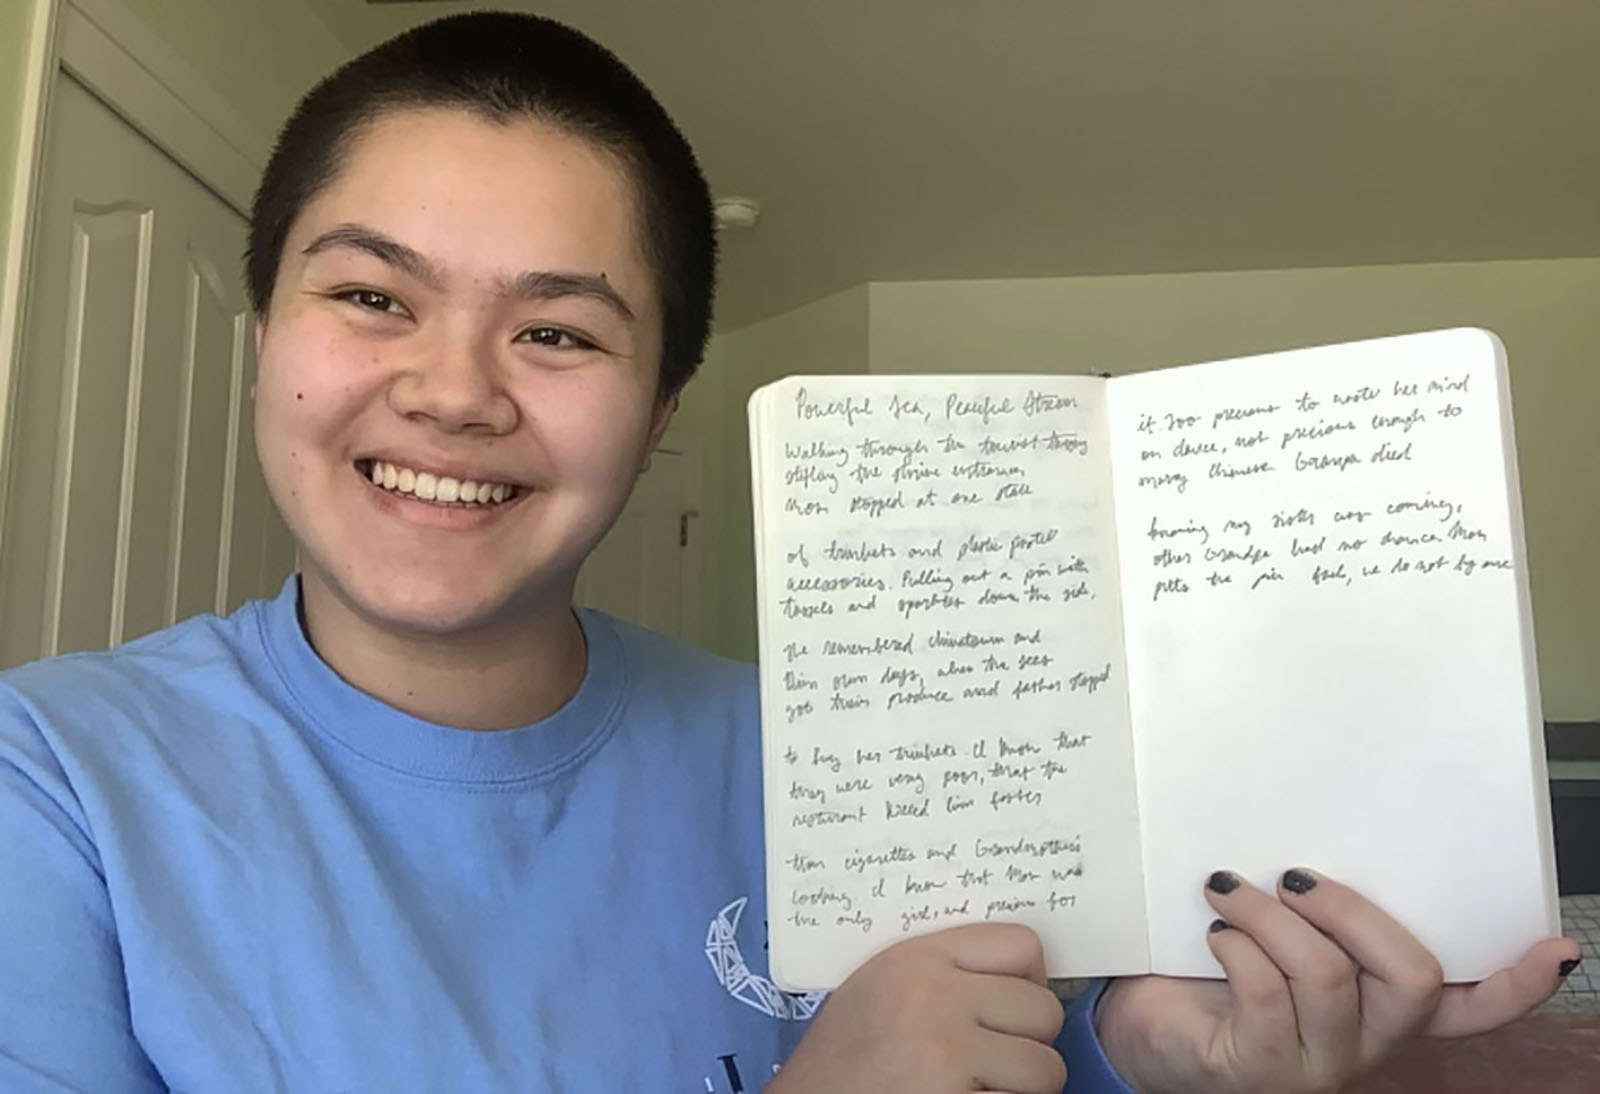 Powerful Sea, Peaceful Stream
Walking through the tourist throng
stifling the shrine entrance
Mom stopped at one stall
of trinkets and plastic pastel
accessories. Pulling out a pin with
tassels and sparkles down the side,
She remembered Chinatown and
their own days, when the
got their produce and father stopped
to buy her trinkets. I know that
they were very poor, that the
restaurant killed him faster
than cigarettes and Grandmother's
cooking. I know that Mom was
the only girl, and precious for
it. Too precious to waste her mind
on dance, not precious enough to
marry Chinese. Grandpa died
knowing my sister was coming,
other Grandpa had no chance. Mom
puts the pin back, we do not buy one